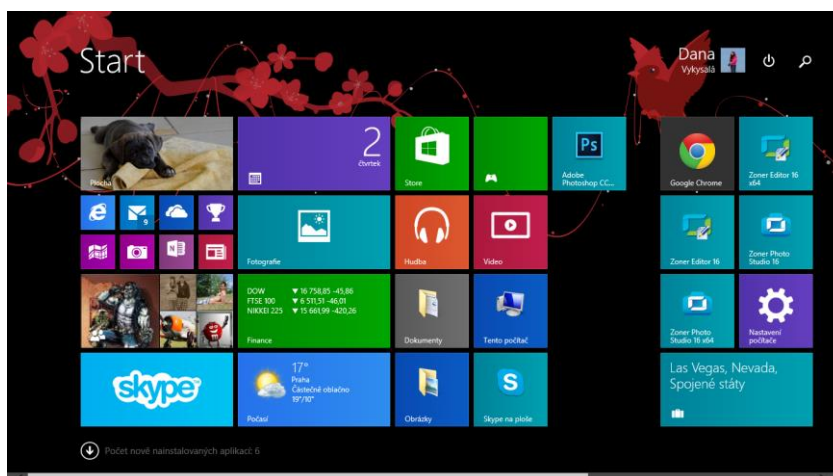 Start
Dana
Vykysalá
Plocha
2
čtvrtek
Store
Ps
Adobe
Photoshop CC...
Google Chrome
Zoner Editor 16
x64
9
Fotografie
Hudba
Video
Zoner Editor 16
Zoner Photo
Studio 16
DOW ▼ 16 758,85 -45,86
FTSE 100 ▼ 6 511,51 -46,01
NIKKEI 225 ▼ 15 661,99 -420,26
Finance
Dokumenty
Tento počítač
Zoner Photo
Studio 16 x64
Nastavení
počítače
skype
17°
Praha
Částečně oblačno
19°/10°
Počasí
Obrázky
Skype na ploše
Las Vegas, Nevada,
Spojené státy
Počet nově nainstalovaných aplikací: 6